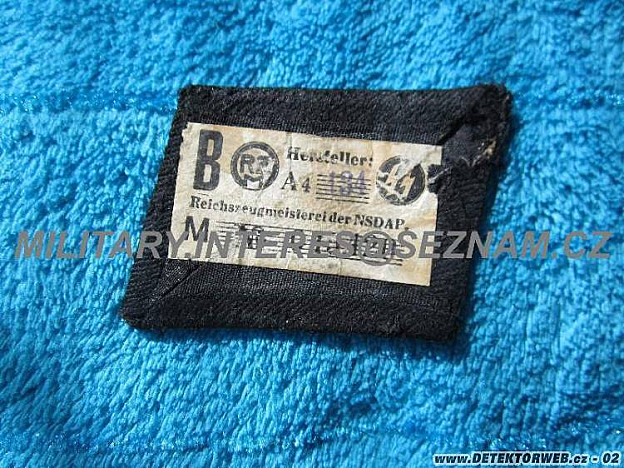 B RZM Hersteller:
A4 134
Reichszeugmeisterei der NSDAP.
M
MILITARY.INTERES@SEZNAM.CZ
www.DETEKTORWEB.cz - 02